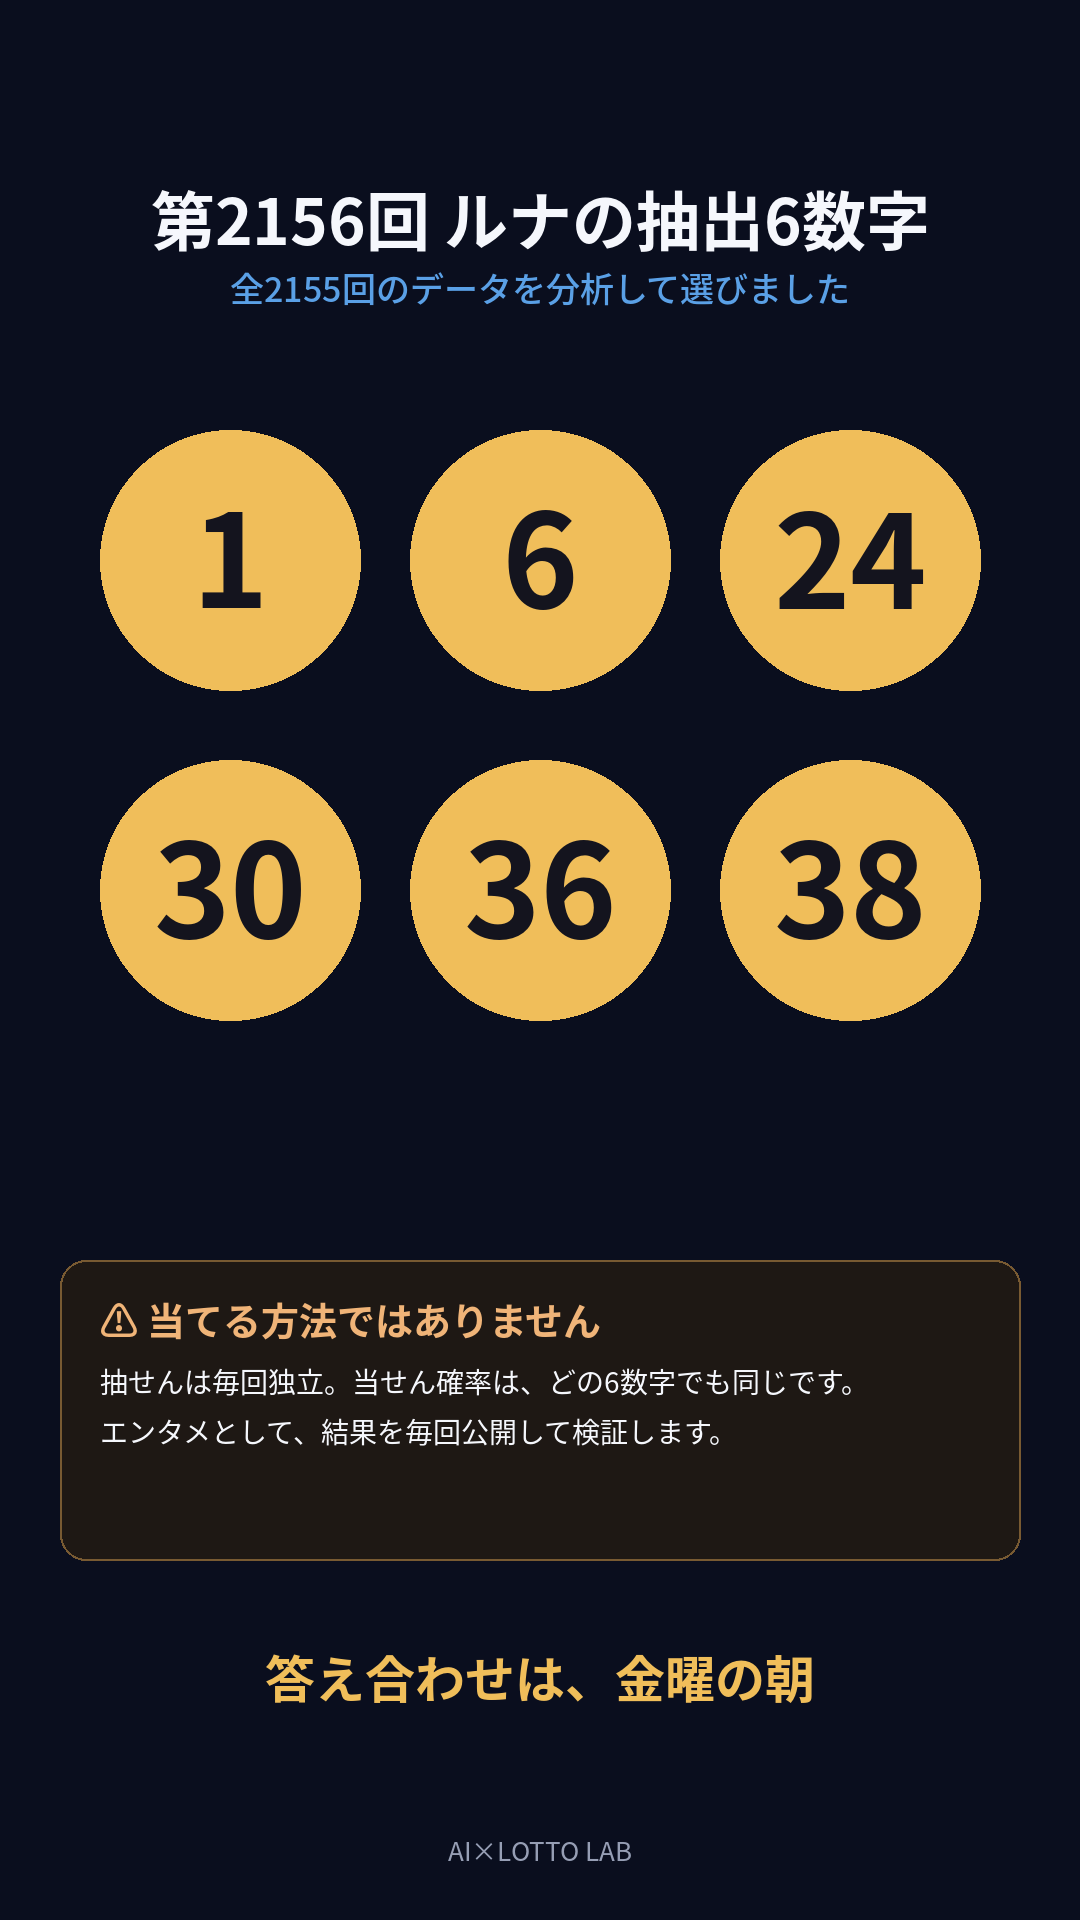 第2156回 ルナの抽出6数字
全2155回のデータを分析して選びました
1 6 24
30 36 38
⚠ 当てる方法ではありません
抽せんは毎回独立。当せん確率は、どの6数字でも同じです。
エンタメとして、結果を毎回公開して検証します。
答え合わせは、金曜の朝
AI×LOTTO LAB